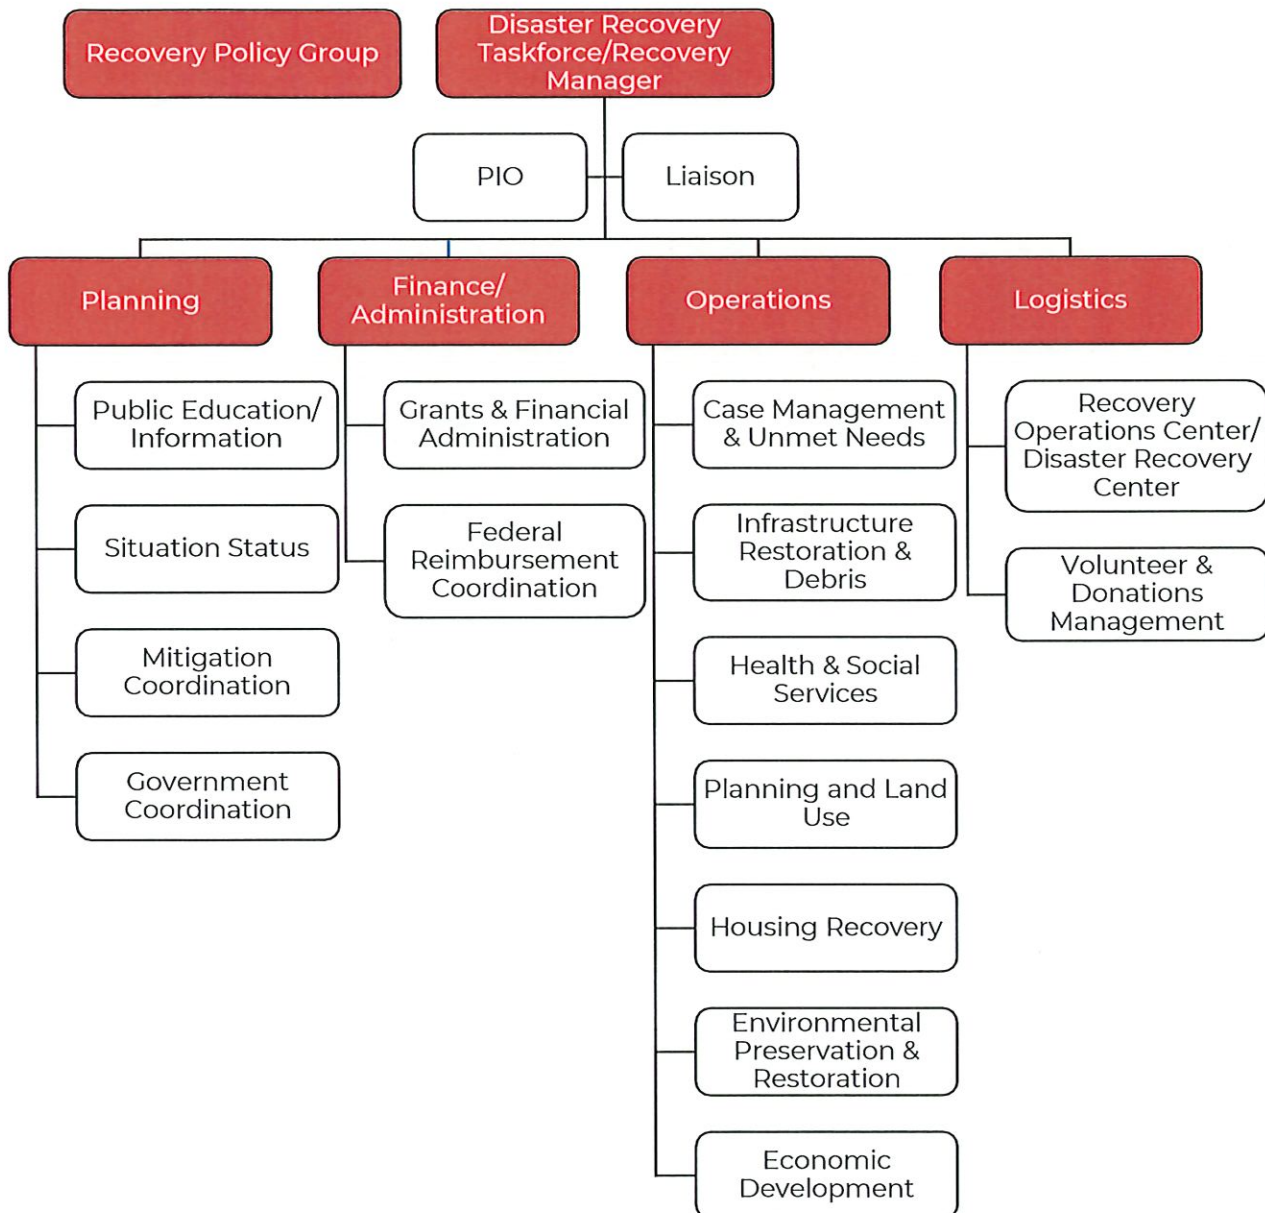 Recovery Policy Group
Disaster Recovery
Taskforce/Recovery
Manager
PIO
Liaison
Planning
Finance/
Administration
Operations
Logistics
Public Education/
Information
Situation Status
Mitigation
Coordination
Government
Coordination
Grants & Financial
Administration
Federal
Reimbursement
Coordination
Case Management
& Unmet Needs
Infrastructure
Restoration &
Debris
Health & Social
Services
Planning and Land
Use
Housing Recovery
Environmental
Preservation &
Restoration
Economic
Development
Recovery
Operations Center/
Disaster Recovery
Center
Volunteer &
Donations
Management